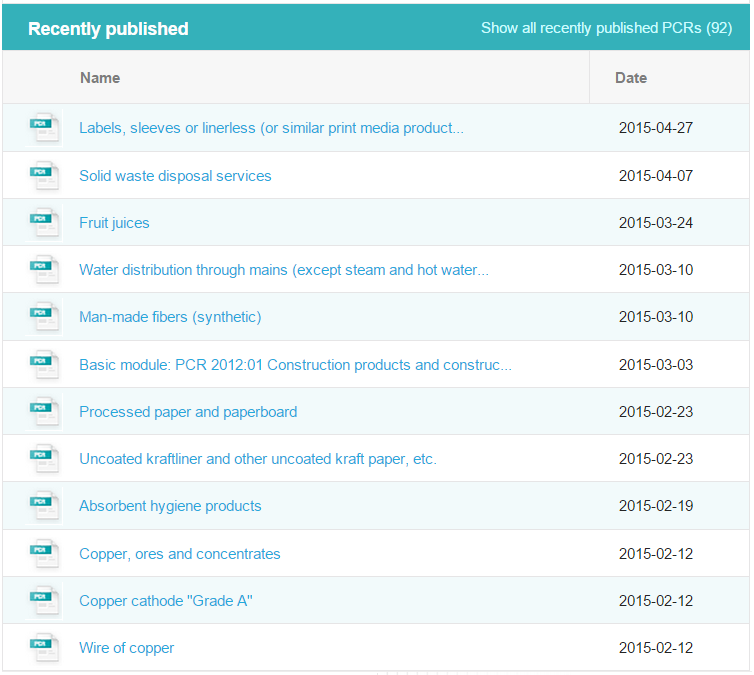 Recently published Show all recently published PCRs (92)
Name Date
PCR Labels, sleeves or linerless (or similar print media product... 2015-04-27
PCR Solid waste disposal services 2015-04-07
PCR Fruit juices 2015-03-24
PCR Water distribution through mains (except steam and hot water... 2015-03-10
PCR Man-made fibers (synthetic) 2015-03-10
PCR Basic module: PCR 2012:01 Construction products and construc... 2015-03-03
PCR Processed paper and paperboard 2015-02-23
PCR Uncoated kraftliner and other uncoated kraft paper, etc. 2015-02-23
PCR Absorbent hygiene products 2015-02-19
PCR Copper, ores and concentrates 2015-02-12
PCR Copper cathode "Grade A" 2015-02-12
PCR Wire of copper 2015-02-12